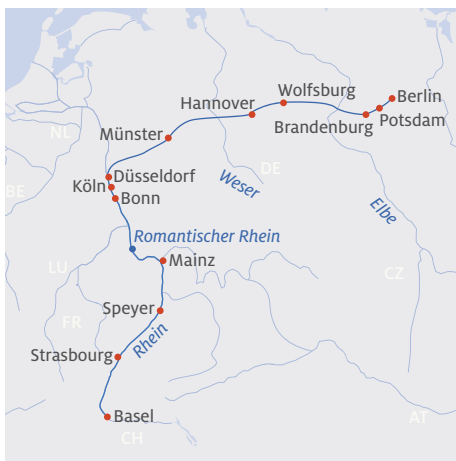 Wolfsburg
Berlin
Hannover
Brandenburg
Potsdam
NL
Münster
DE
Düsseldorf
Weser
Köln
BE
Bonn
Elbe
Romantischer Rhein
Mainz
LU
CZ
Speyer
FR
Rhein
Strasbourg
Basel
AT
CH